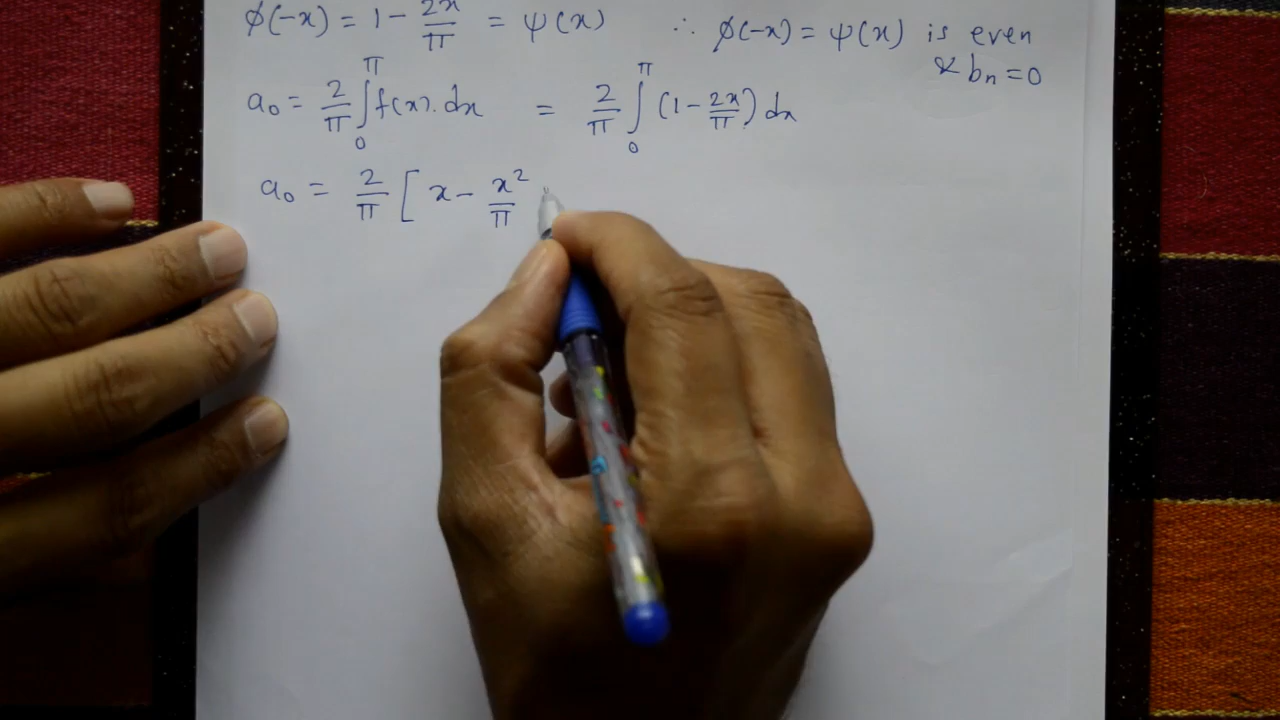 ϕ(-x) = 1 - 2x/π = ψ(x) ∴ ϕ(-x) = ψ(x) is even
& bn = 0
a₀ = 2/π ∫₀^π f(x). dx = 2/π ∫₀^π (1 - 2x/π) dx
a₀ = 2/π [ x - x²/π